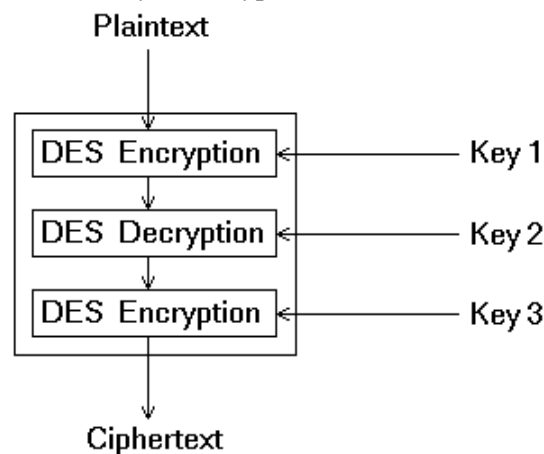 Plaintext
DES Encryption
Key 1
DES Decryption
Key 2
DES Encryption
Key 3
Ciphertext